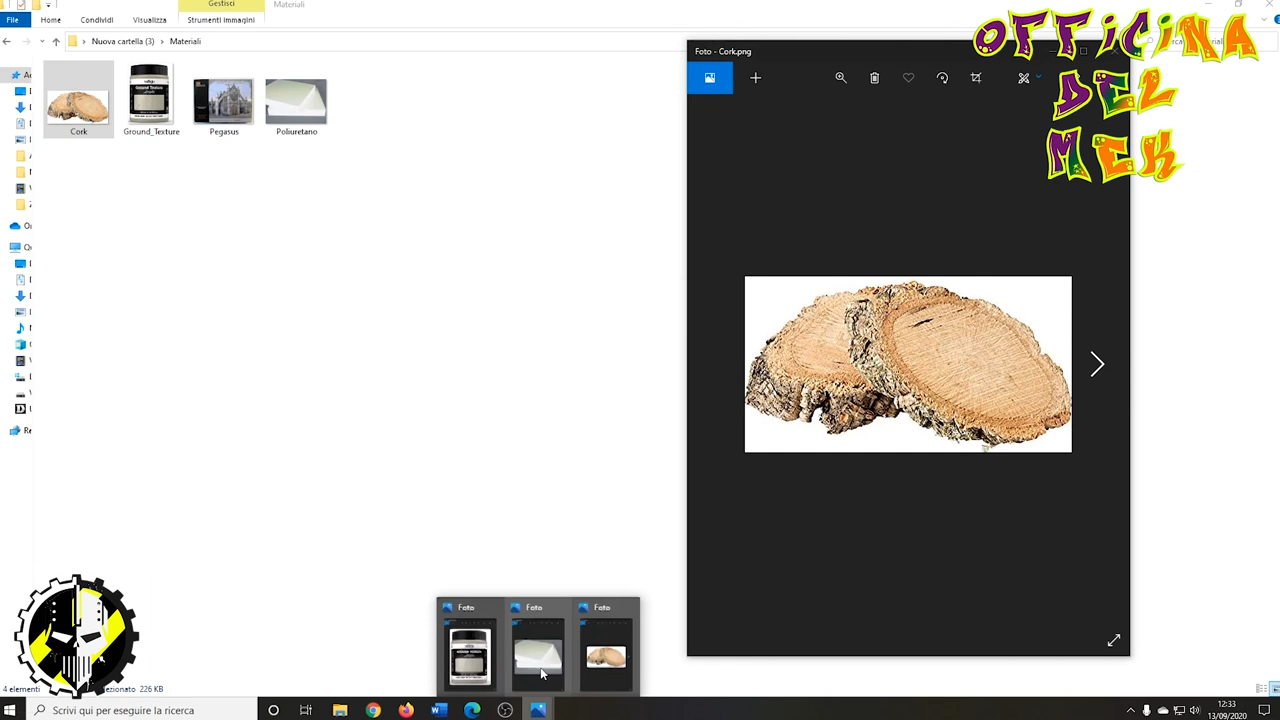 Gestisci
Materiali
File
Home
Condividi
Visualizza
Strumenti immagini
Nuova cartella (3)
Materiali
Cork
Ground_Texture
Pegasus
Poliuretano
Foto - Cork.png
OFFICINA
DEL
MEK
Foto
Foto
Foto
4 elementi
226 KB
Scrivi qui per eseguire la ricerca
12:33
13/09/2020